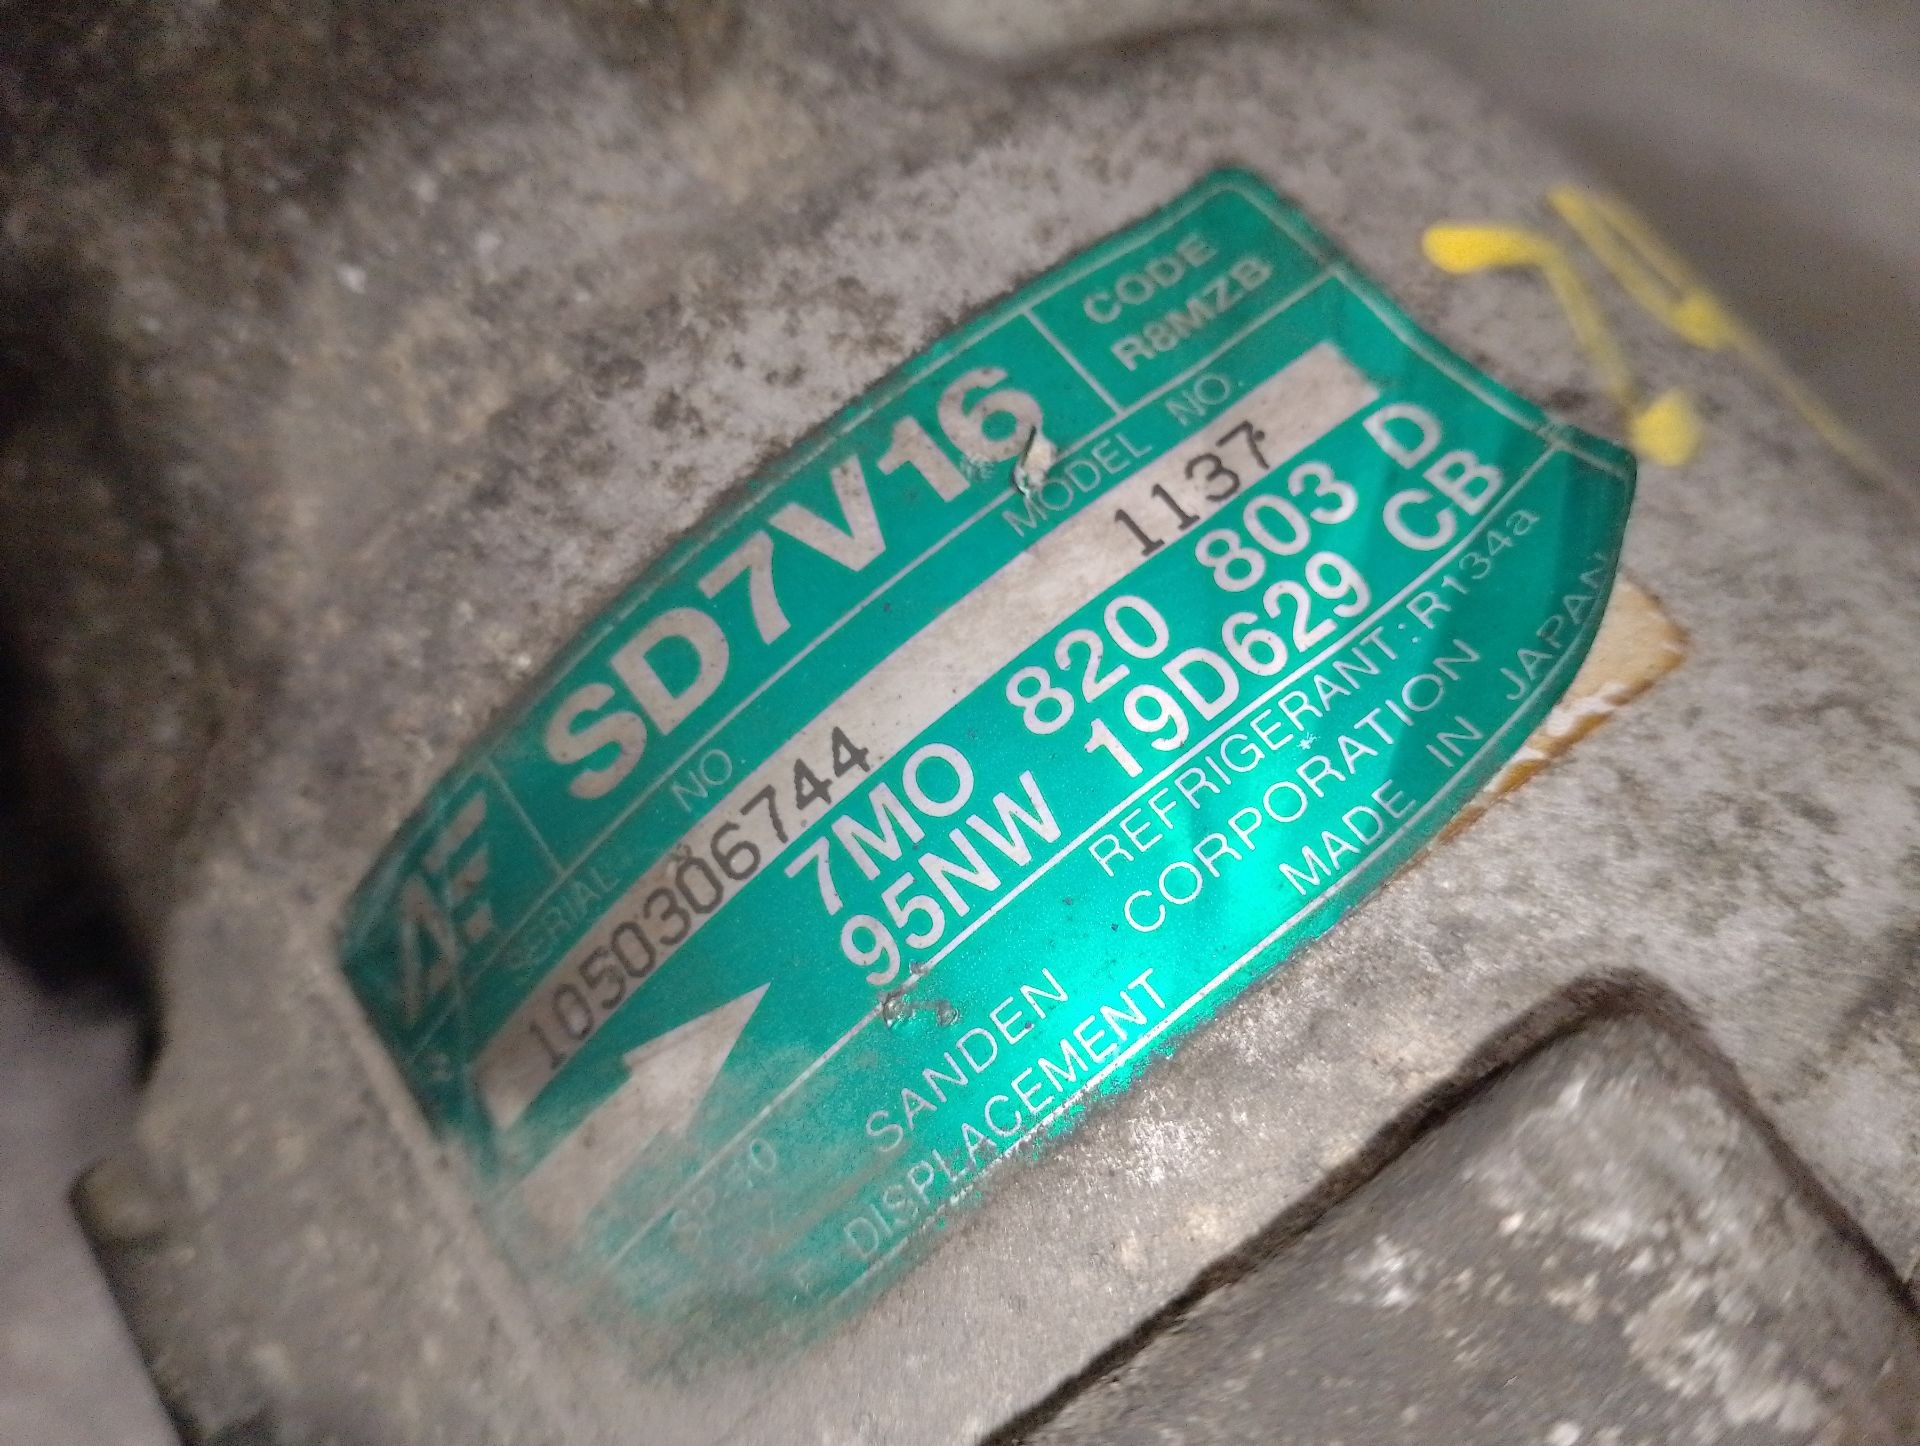 SD7V16
CODE
R8MZB
SERIAL NO.
MODEL NO.
1050306744
1137
7MO 820 803 D
95NW 19D629 CB
REFRIGERANT:R134a
SANDEN CORPORATION
DISPLACEMENT
MADE IN JAPAN